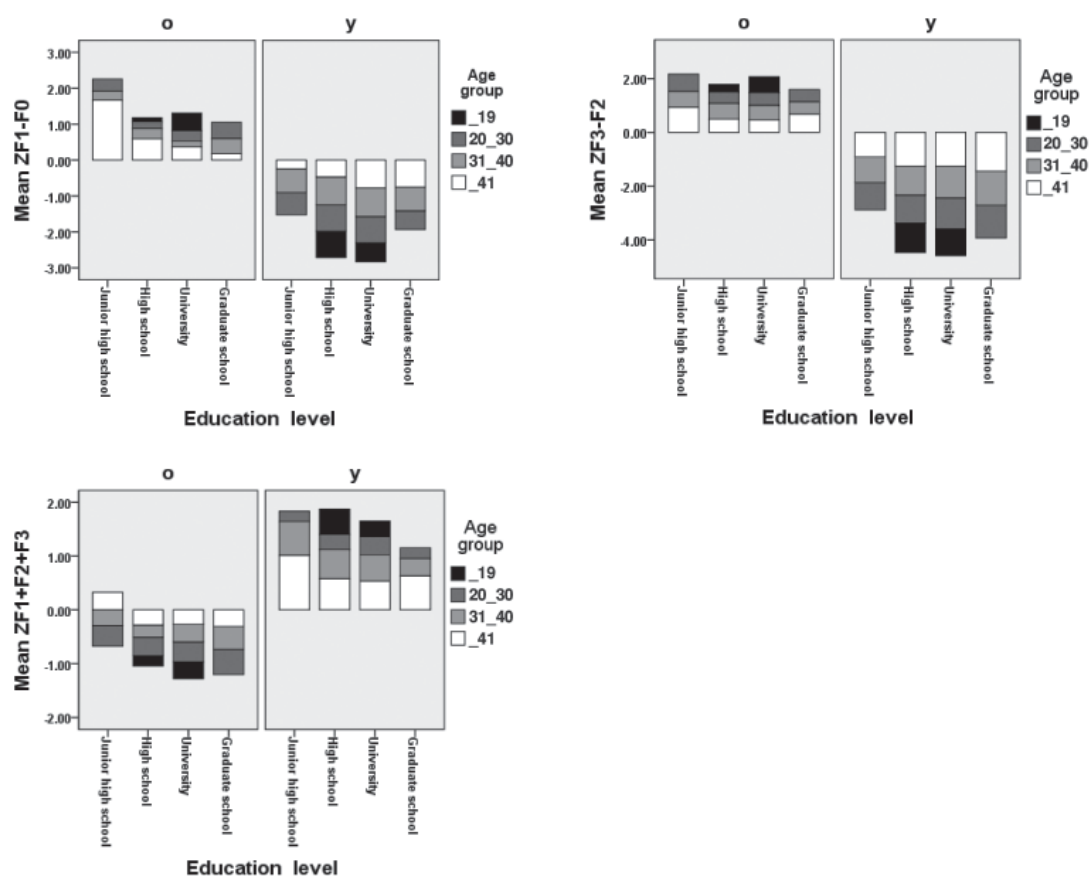 o y
Mean ZF1-F0
3.00
2.00
1.00
0.00
-1.00
-2.00
-3.00
Junior high school
High school
University
Graduate school
Junior high school
High school
University
Graduate school
Education level
Age
group
_19
20_30
31_40
_41
o y
Mean ZF3-F2
2.00
0.00
-2.00
-4.00
Junior high school
High school
University
Graduate school
Junior high school
High school
University
Graduate school
Education level
Age
group
_19
20_30
31_40
_41
o y
Mean ZF1+F2+F3
2.00
1.00
0.00
-1.00
-2.00
Junior high school
High school
University
Graduate school
Junior high school
High school
University
Graduate school
Education level
Age
group
_19
20_30
31_40
_41